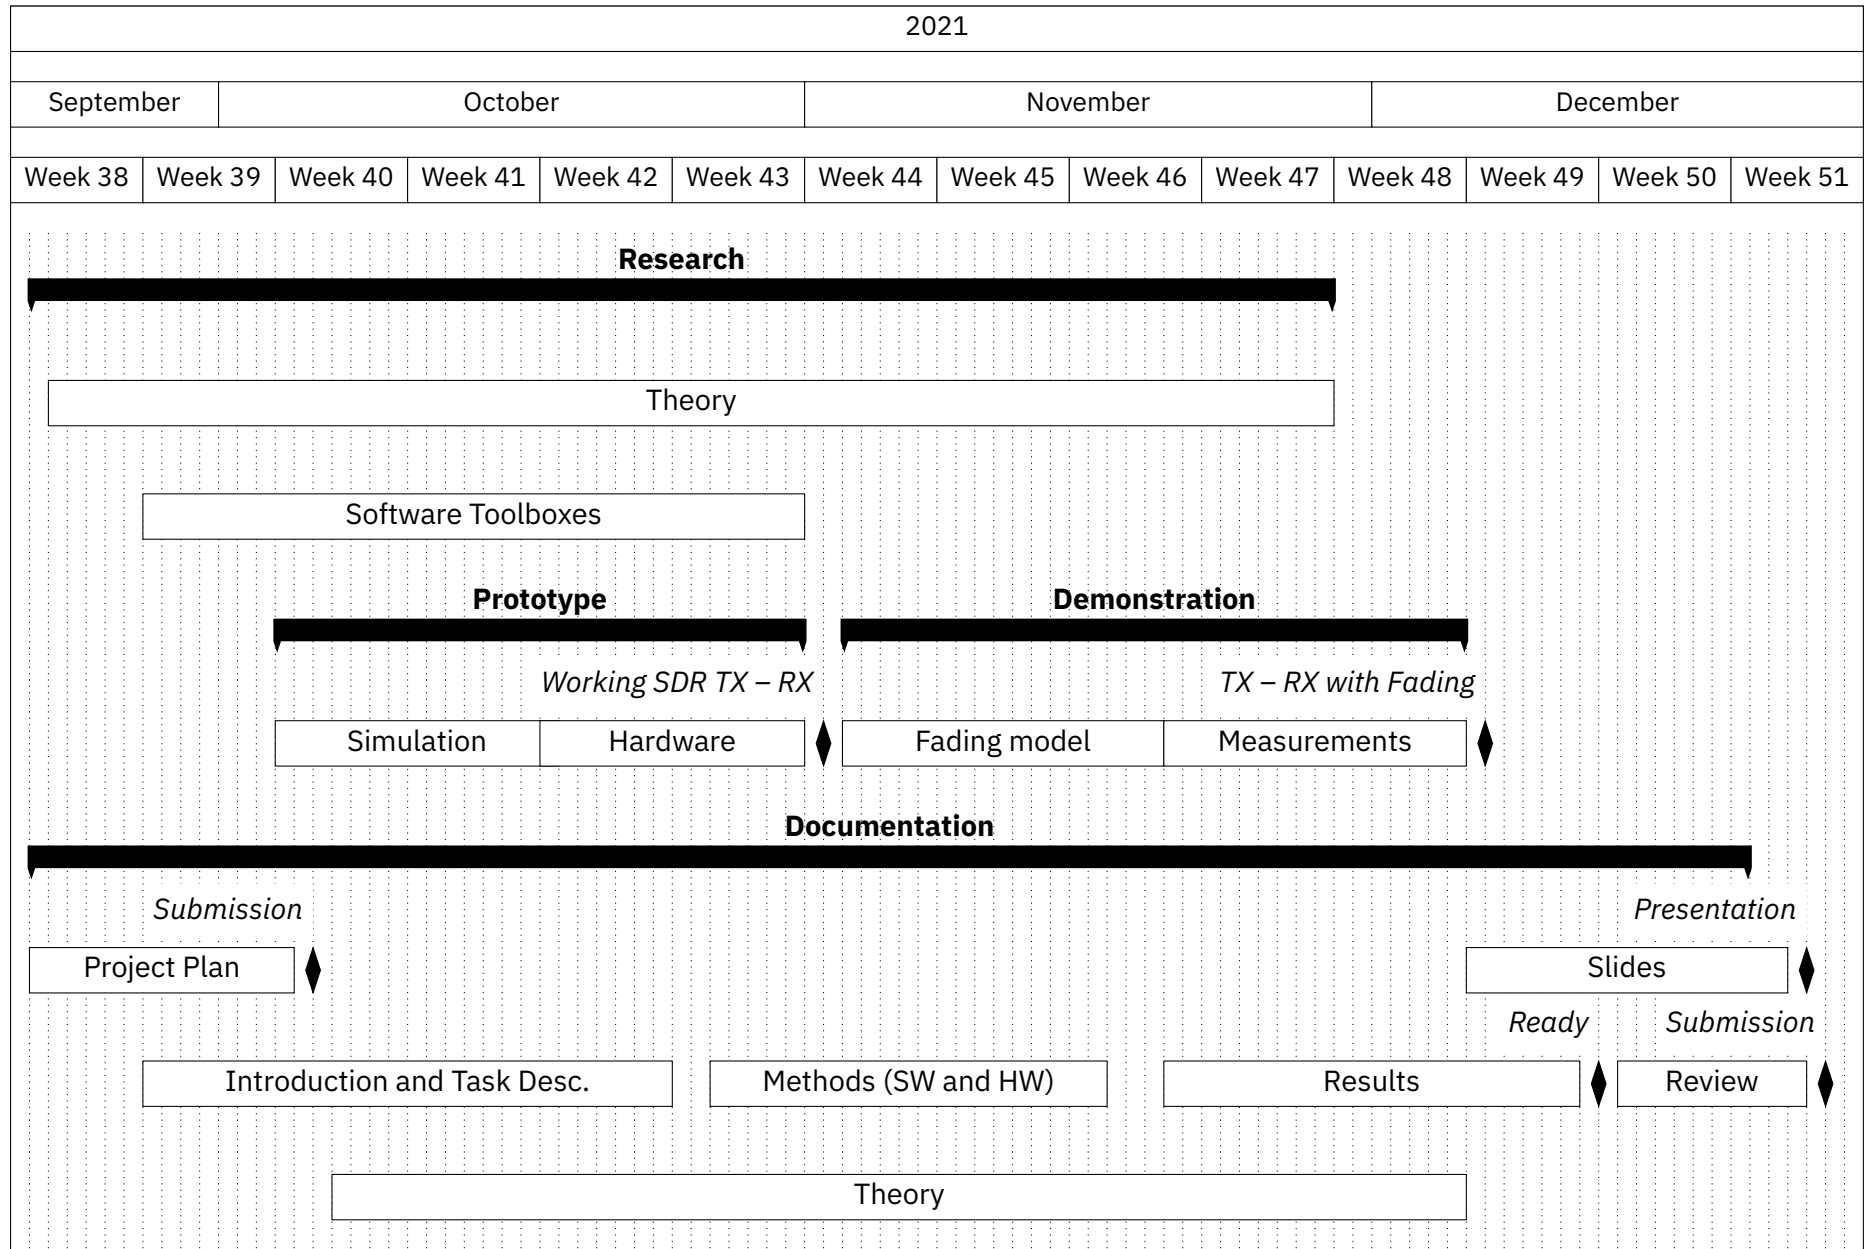 2021
September October November December
Week 38 Week 39 Week 40 Week 41 Week 42 Week 43 Week 44 Week 45 Week 46 Week 47 Week 48 Week 49 Week 50 Week 51
Research
Theory
Software Toolboxes
Prototype Demonstration
Working SDR TX – RX TX – RX with Fading
Simulation Hardware Fading model Measurements
Documentation
Submission Presentation
Project Plan Slides
Ready Submission
Introduction and Task Desc. Methods (SW and HW) Results Review
Theory